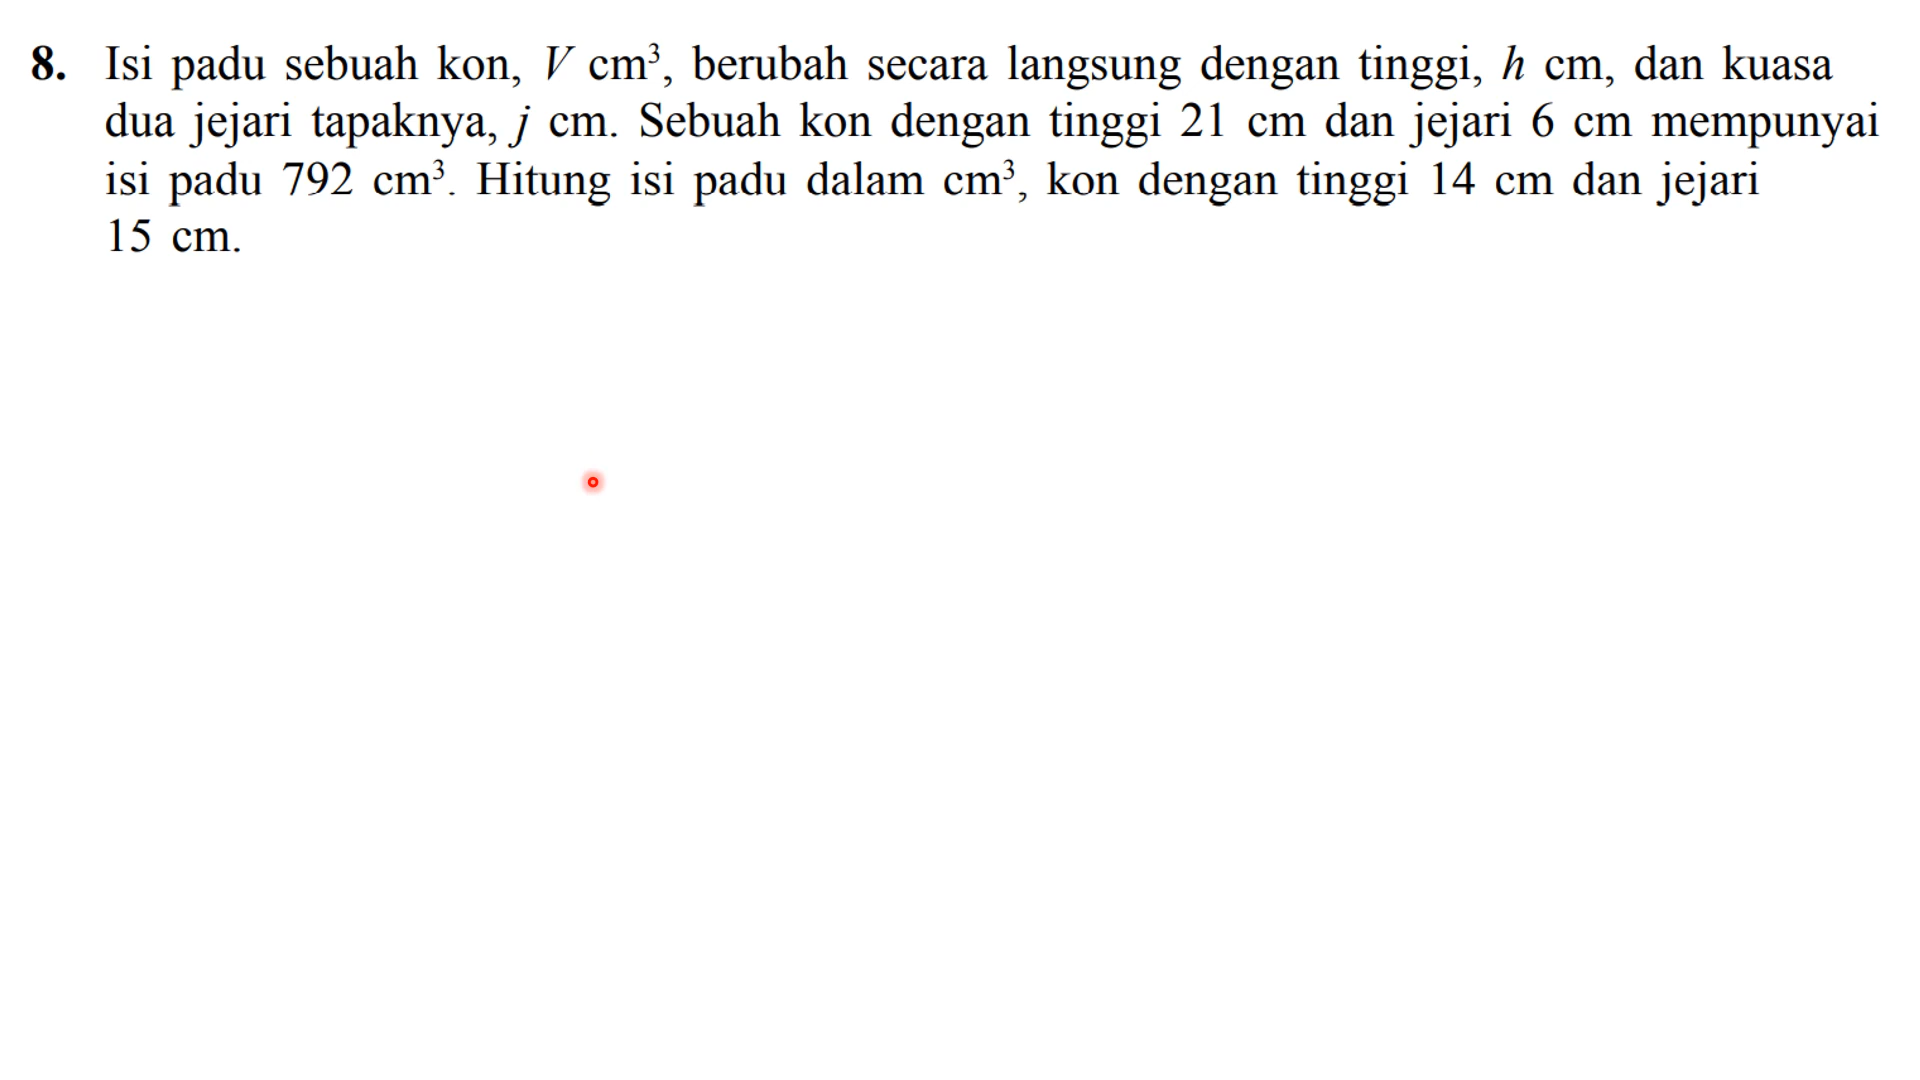 8. Isi padu sebuah kon, V cm³, berubah secara langsung dengan tinggi, h cm, dan kuasa
dua jejari tapaknya, j cm. Sebuah kon dengan tinggi 21 cm dan jejari 6 cm mempunyai
isi padu 792 cm³. Hitung isi padu dalam cm³, kon dengan tinggi 14 cm dan jejari
15 cm.